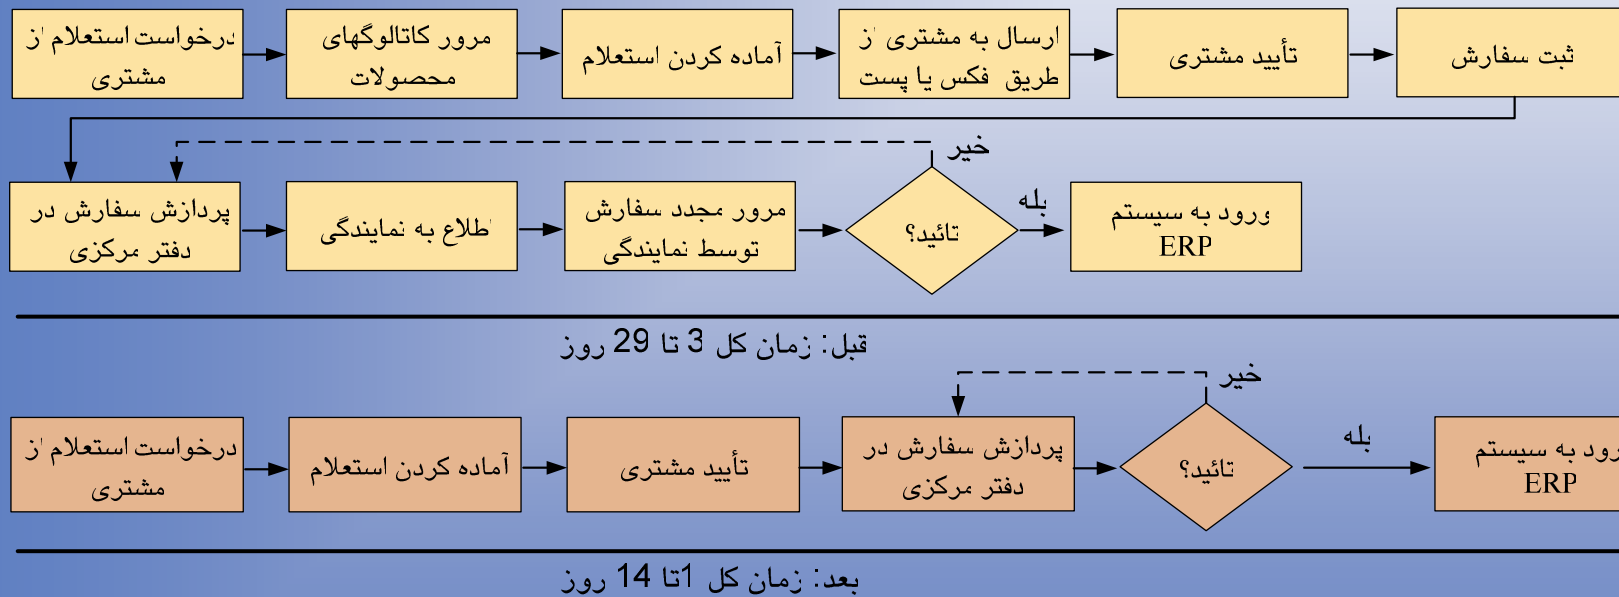 درخواست استعلام از
مشتری
مرور کاتالوگهای
محصولات
آماده کردن استعلام
ارسال به مشتری از
طریق فکس یا پست
تأیید مشتری
ثبت سفارش
پردازش سفارش در
دفتر مرکزی
اطلاع به نمایندگی
مرور مجدد سفارش
توسط نمایندگی
تائید؟
خیر
بله
ورود به سیستم
ERP
قبل: زمان کل 3 تا 29 روز
درخواست استعلام از
مشتری
آماده کردن استعلام
تأیید مشتری
پردازش سفارش در
دفتر مرکزی
تائید؟
خیر
بله
ورود به سیستم
ERP
بعد: زمان کل 1تا 14 روز